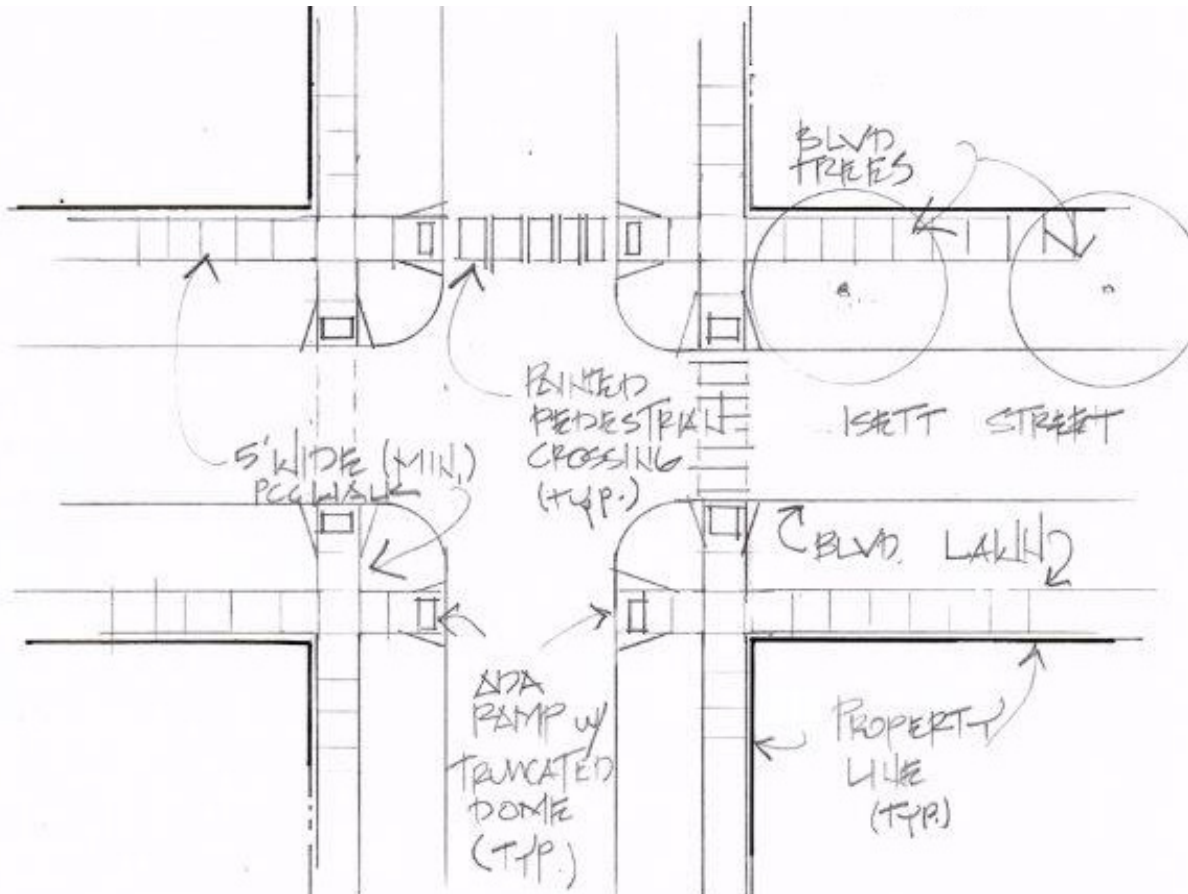 BLVD
TREES
PAINTED
PEDESTRIAN
CROSSING
(TYP.)
ISETT STREET
5' WIDE (MIN.)
PCC WALK
BLVD. LAWN
ADA
RAMP W/
TRUNCATED
DOME
(TYP.)
PROPERTY
LINE
(TYP.)